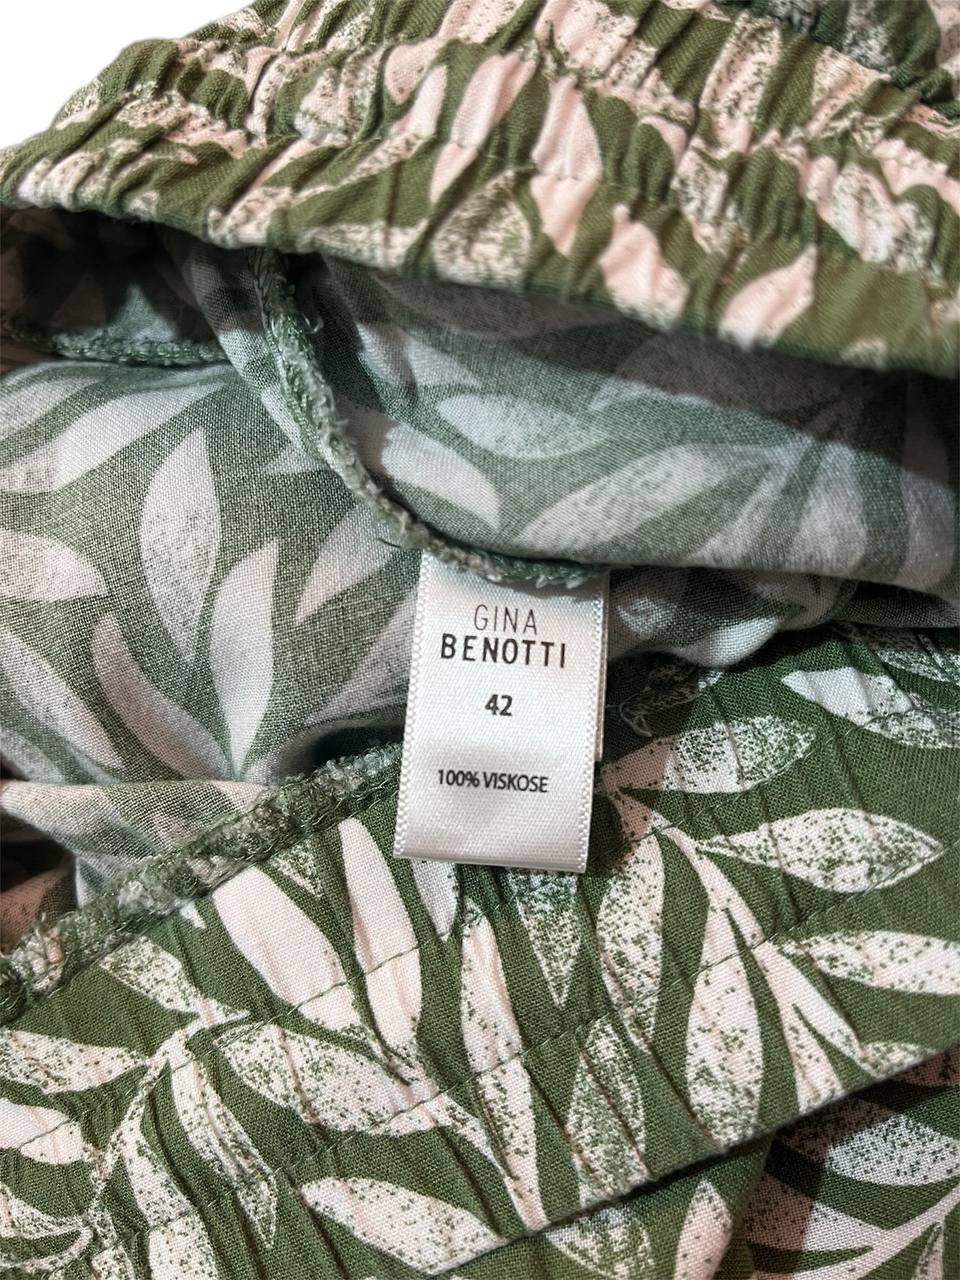 GINA
BENOTTI
42
100% VISKOSE